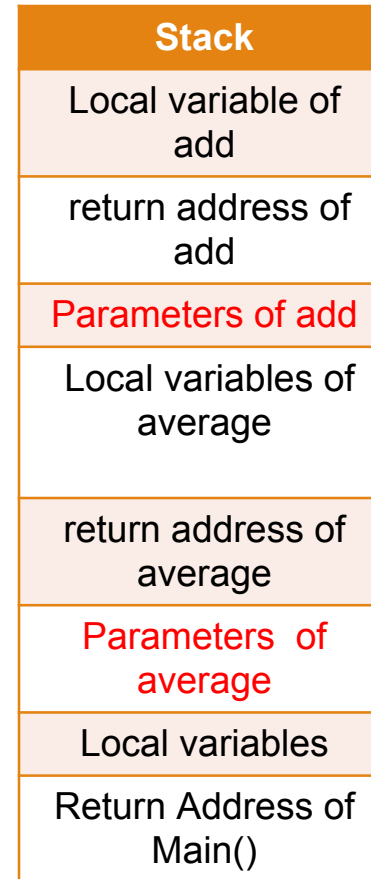 Stack
Local variable of
add
return address of
add
Parameters of add
Local variables of
average
return address of
average
Parameters  of
average
Local variables
Return Address of
Main()